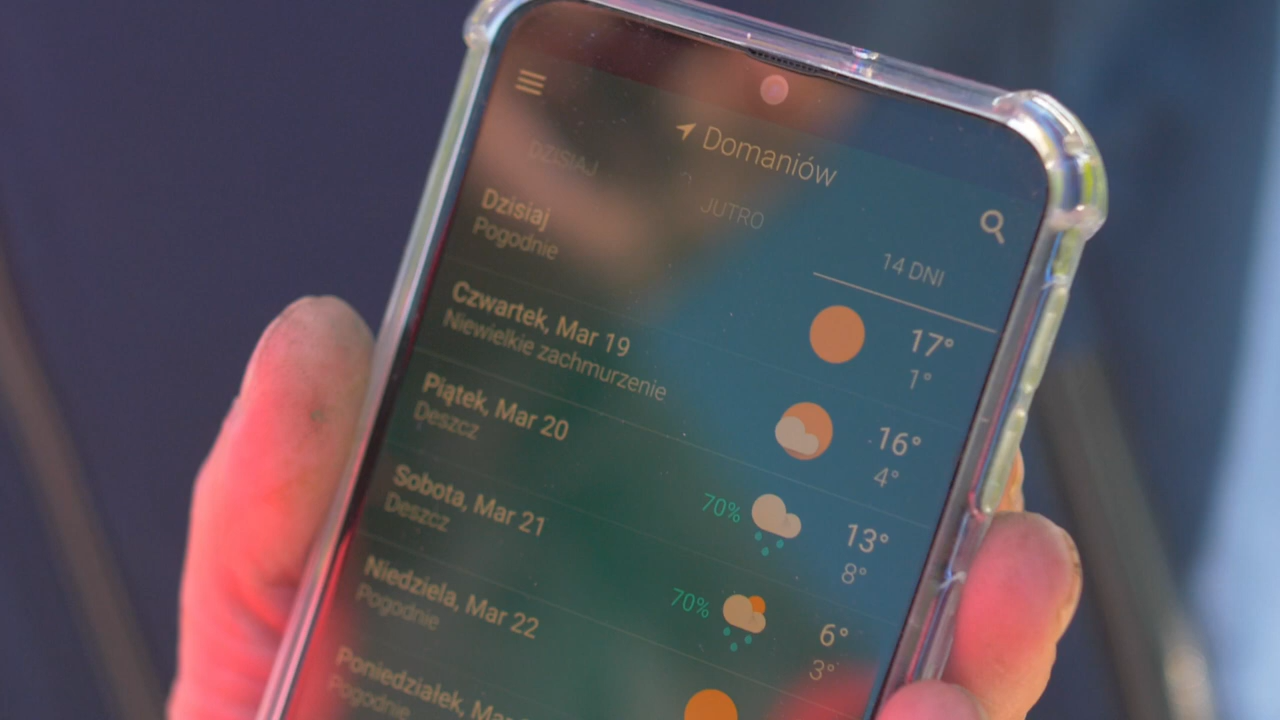 Domaniów
DZISIAJ
JUTRO
14 DNI
Dzisiaj
Pogodnie
17°
1°
Czwartek, Mar 19
Niewielkie zachmurzenie
16°
4°
Piątek, Mar 20
Deszcz
70%
13°
8°
Sobota, Mar 21
Deszcz
70%
6°
3°
Niedziela, Mar 22
Pogodnie
Poniedziałek, Mar
Pogodnie